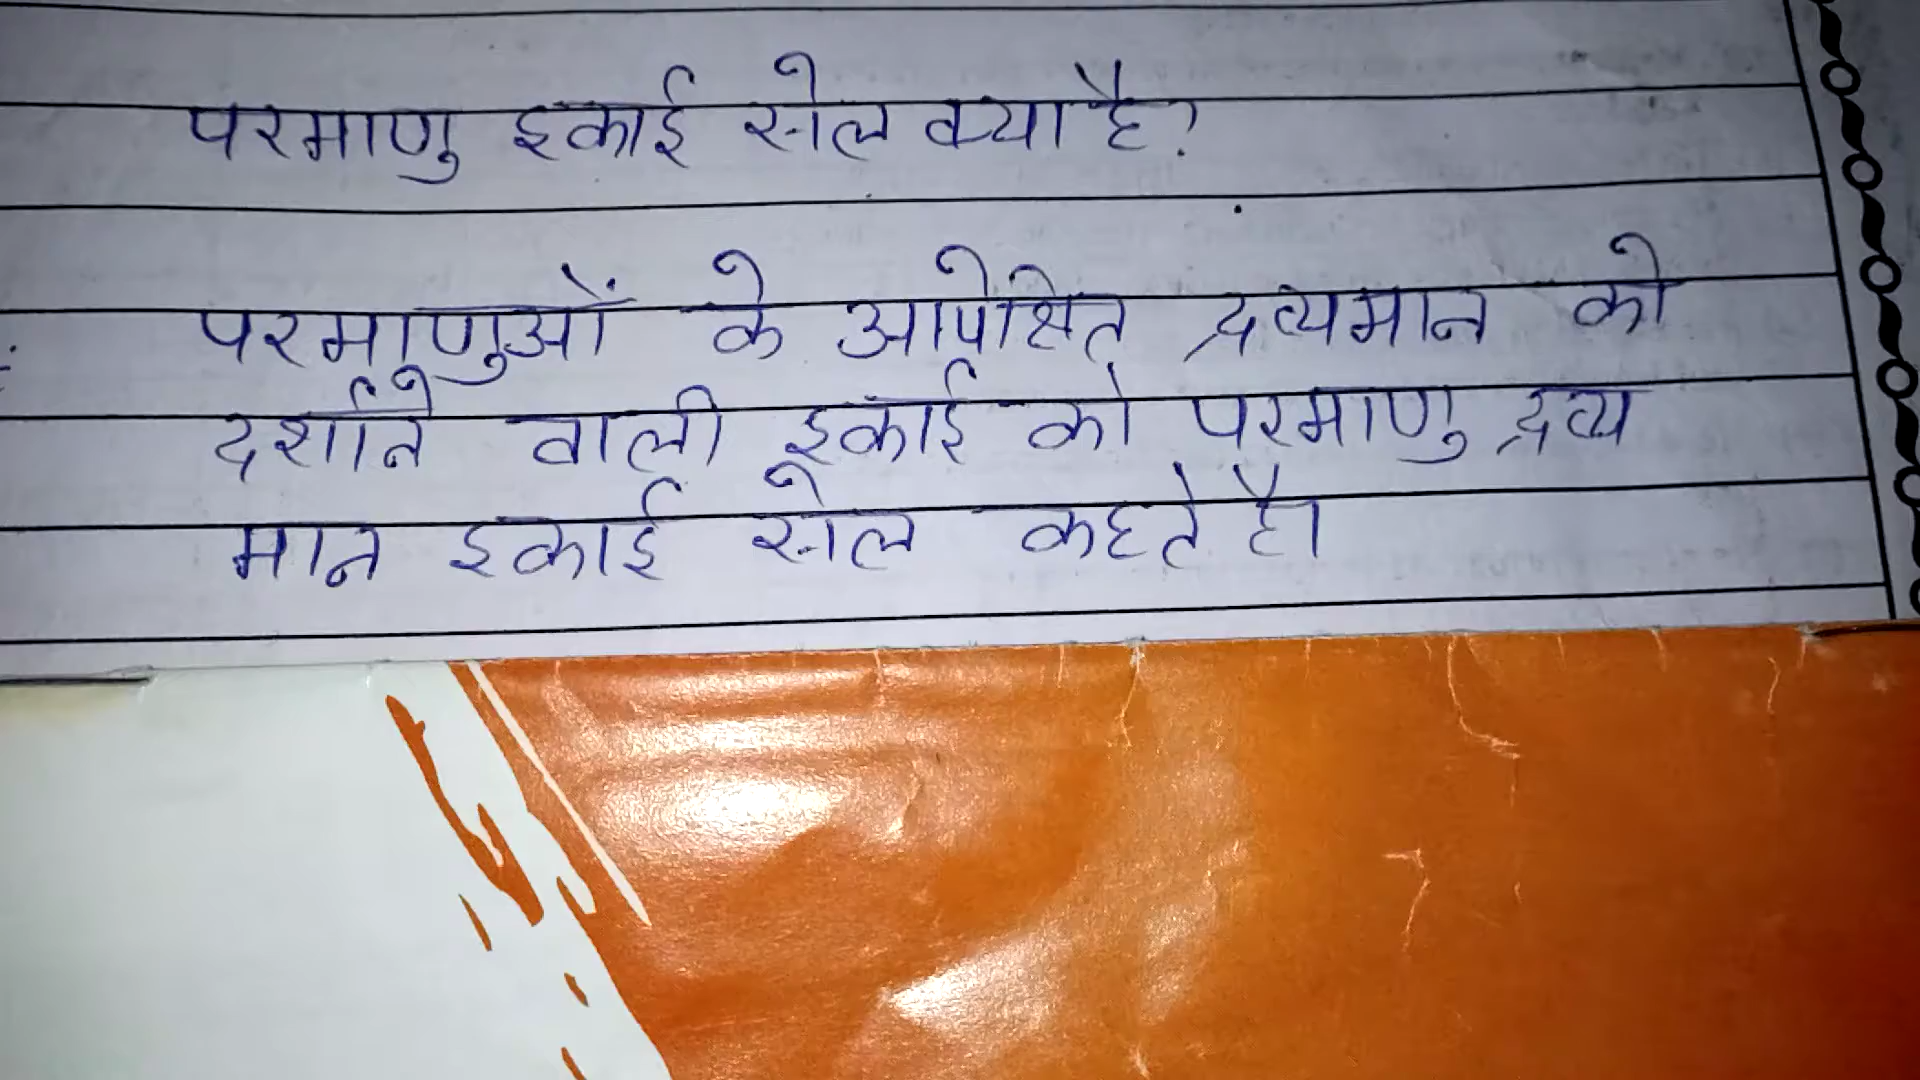 परमाणु इकाई सेल क्या है?
परमाणुओं के आपेक्षित द्रव्यमान को
दर्शाने वाली इकाई को परमाणु द्रव्य
मान इकाई सेल कहते है।